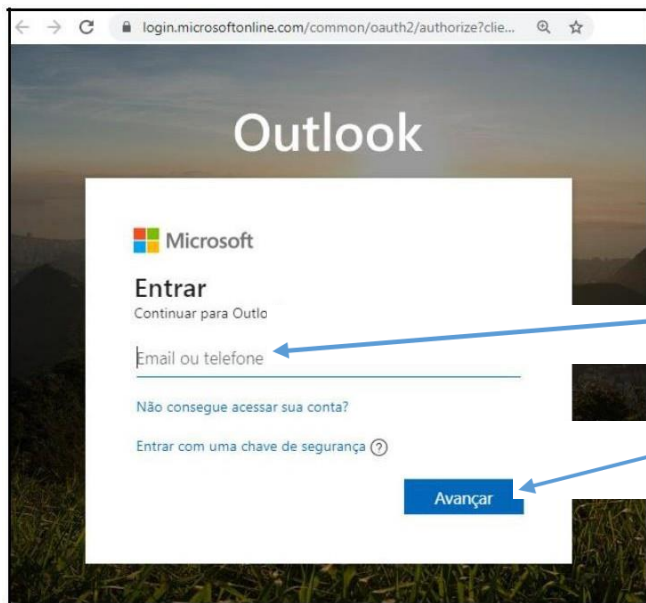 login.microsoftonline.com/common/oauth2/authorize?clie...
Outlook
Microsoft
Entrar
Continuar para Outlo
Email ou telefone
Não consegue acessar sua conta?
Entrar com uma chave de segurança
Avançar